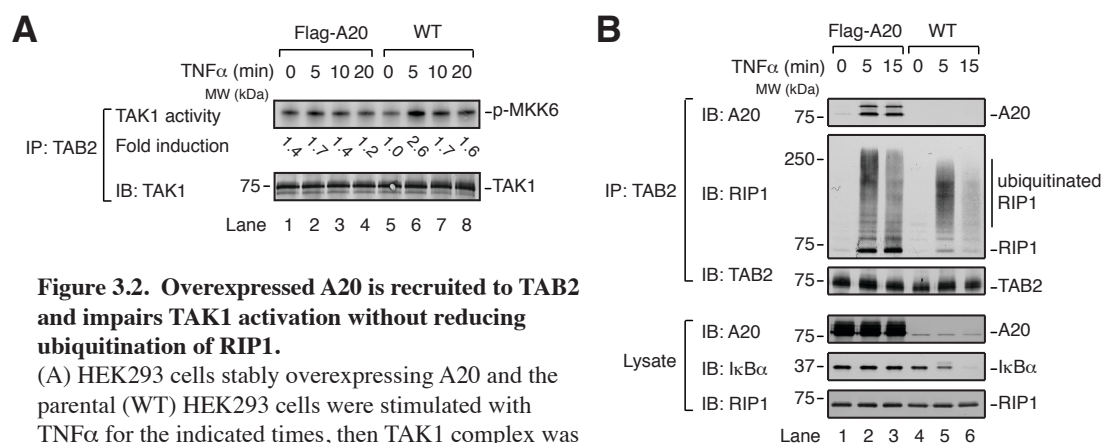 A
Flag-A20 WT
TNFα (min) 0 5 10 20 0 5 10 20
MW (kDa)
TAK1 activity -p-MKK6
IP: TAB2
Fold induction 1.4 1.7 1.4 1.2 1.0 2.6 1.7 1.6
IB: TAK1 75 - -TAK1
Lane 1 2 3 4 5 6 7 8
Figure 3.2. Overexpressed A20 is recruited to TAB2
and impairs TAK1 activation without reducing
ubiquitination of RIP1.
(A) HEK293 cells stably overexpressing A20 and the
parental (WT) HEK293 cells were stimulated with
TNFα for the indicated times, then TAK1 complex was
B
Flag-A20 WT
TNFα (min) 0 5 15 0 5 15
MW (kDa)
IB: A20 75- -A20
250-
IP: TAB2 IB: RIP1 ubiquitinated
RIP1
75- -RIP1
IB: TAB2 75- -TAB2
IB: A20 75- -A20
Lysate IB: IκBα 37- -IκBα
IB: RIP1 75- -RIP1
Lane 1 2 3 4 5 6